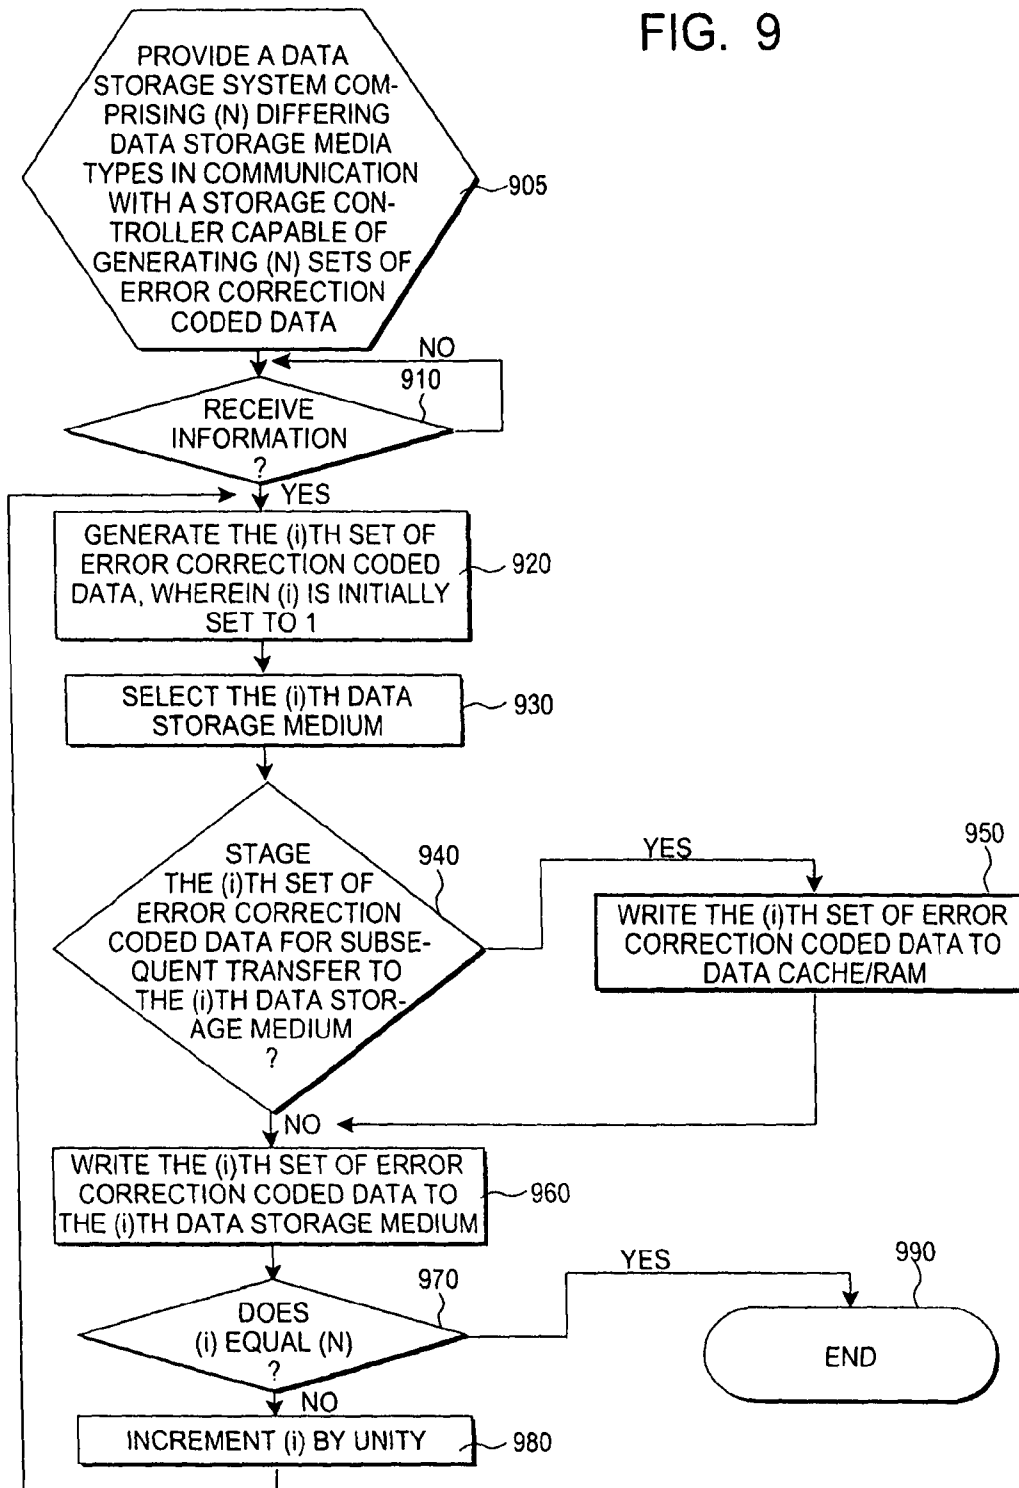 FIG. 9
PROVIDE A DATA
STORAGE SYSTEM COM-
PRISING (N) DIFFERING
DATA STORAGE MEDIA
TYPES IN COMMUNICATION
WITH A STORAGE CON-
TROLLER CAPABLE OF
GENERATING (N) SETS OF
ERROR CORRECTION
CODED DATA
905
NO
910
RECEIVE
INFORMATION
?
YES
GENERATE THE (i)TH SET OF
ERROR CORRECTION CODED
DATA, WHEREIN (i) IS INITIALLY
SET TO 1
920
SELECT THE (i)TH DATA
STORAGE MEDIUM
930
STAGE
THE (i)TH SET OF
ERROR CORRECTION
CODED DATA FOR SUBSE-
QUENT TRANSFER TO
THE (i)TH DATA STOR-
AGE MEDIUM
?
940
YES
950
WRITE THE (i)TH SET OF ERROR
CORRECTION CODED DATA TO
DATA CACHE/RAM
NO
WRITE THE (i)TH SET OF ERROR
CORRECTION CODED DATA TO
THE (i)TH DATA STORAGE MEDIUM
960
DOES
(i) EQUAL (N)
?
970
YES
990
END
NO
INCREMENT (i) BY UNITY
980